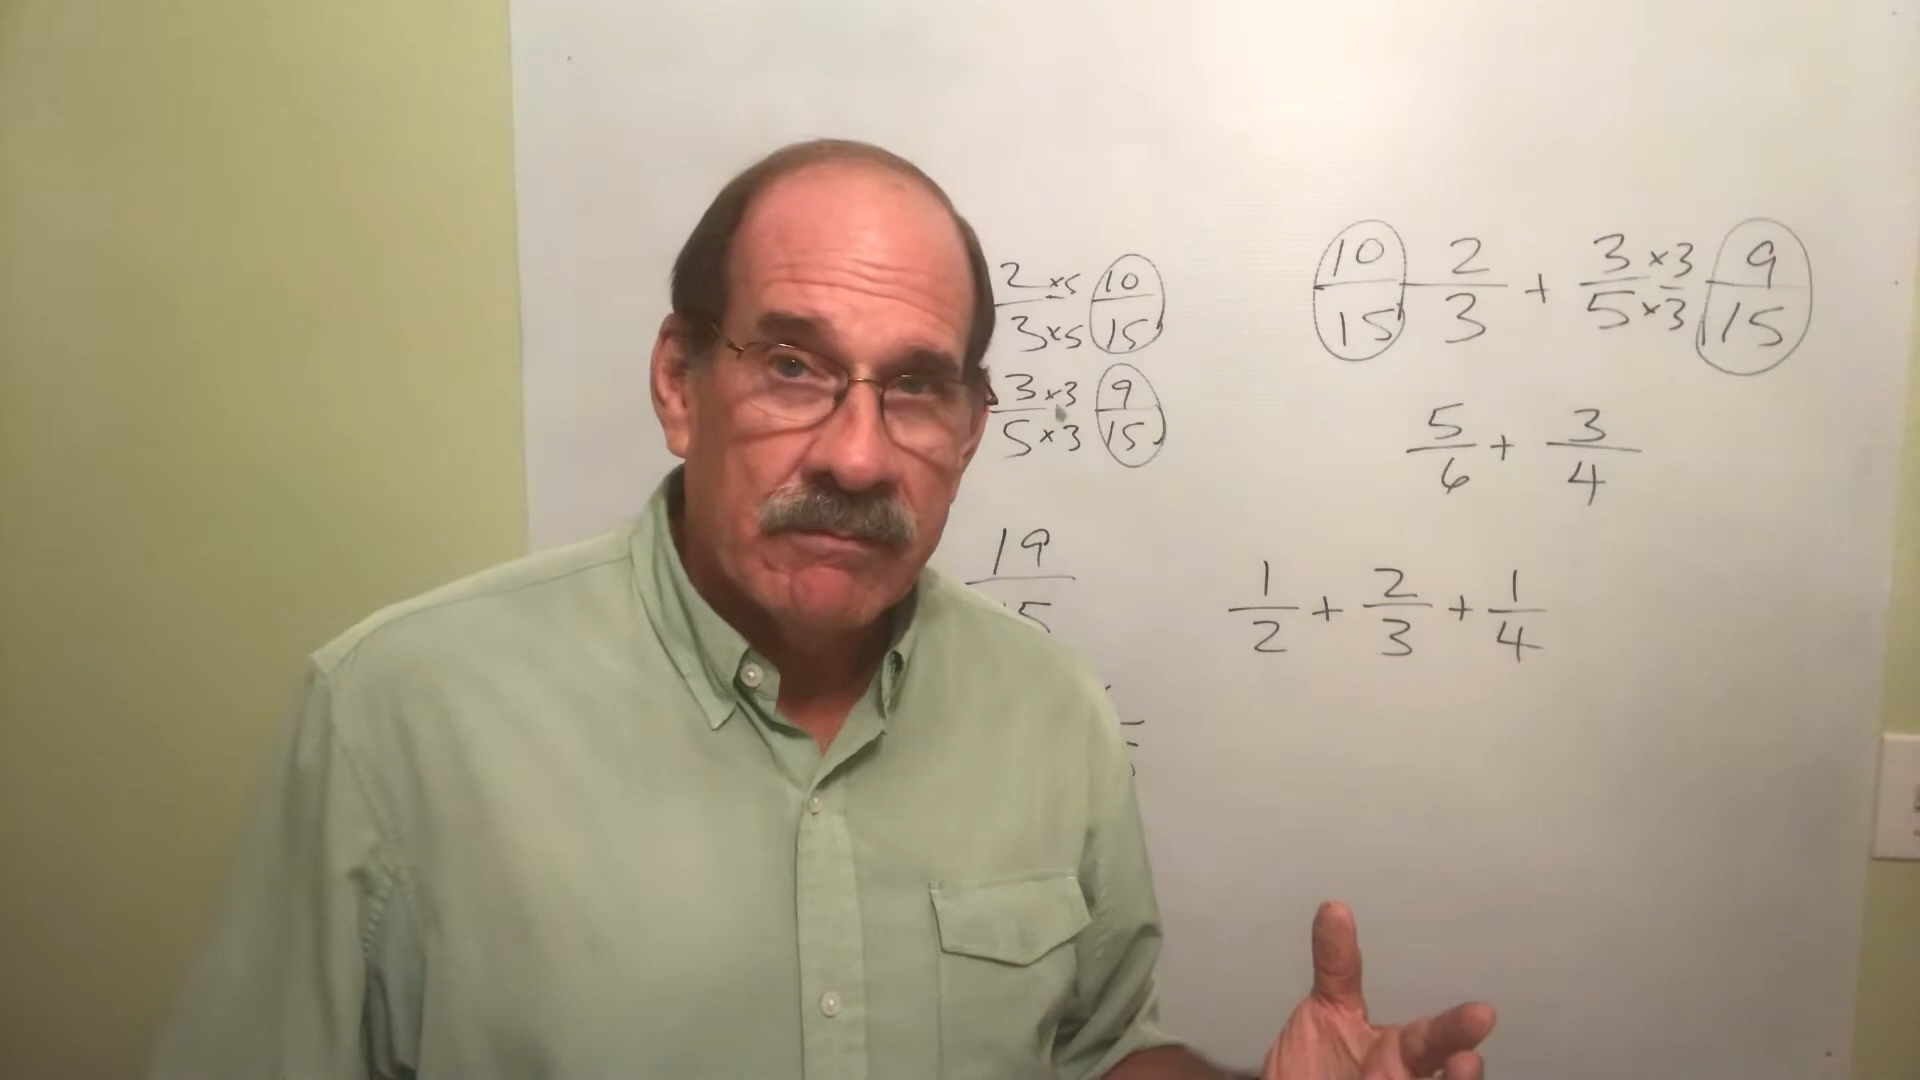 2 ×5 10
3 ×5 15
3 ×3 9
5 ×3 15
19
5
10 2 + 3 ×3 9
15 3 5 ×3 15
5 + 3
6 4
1 + 2 + 1
2 3 4